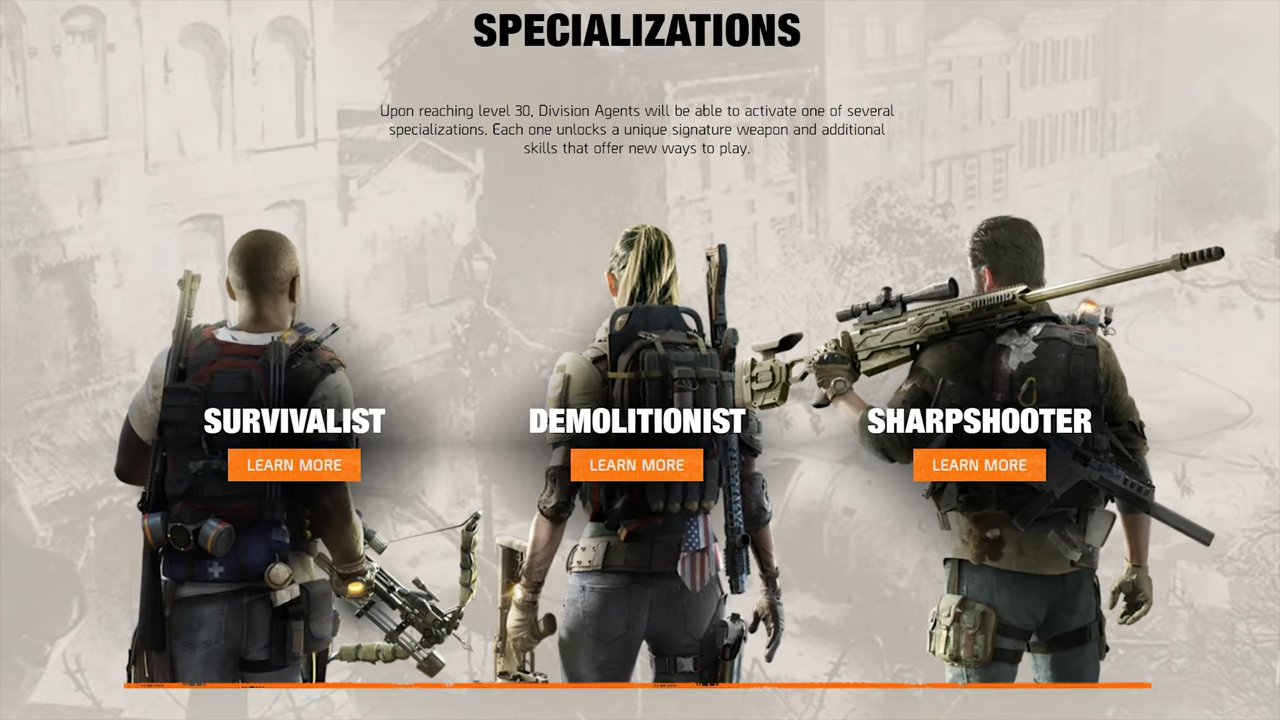 SPECIALIZATIONS
Upon reaching level 30, Division Agents will be able to activate one of several
specializations. Each one unlocks a unique signature weapon and additional
skills that offer new ways to play.
SURVIVALIST
DEMOLITIONIST
SHARPSHOOTER
LEARN MORE
LEARN MORE
LEARN MORE